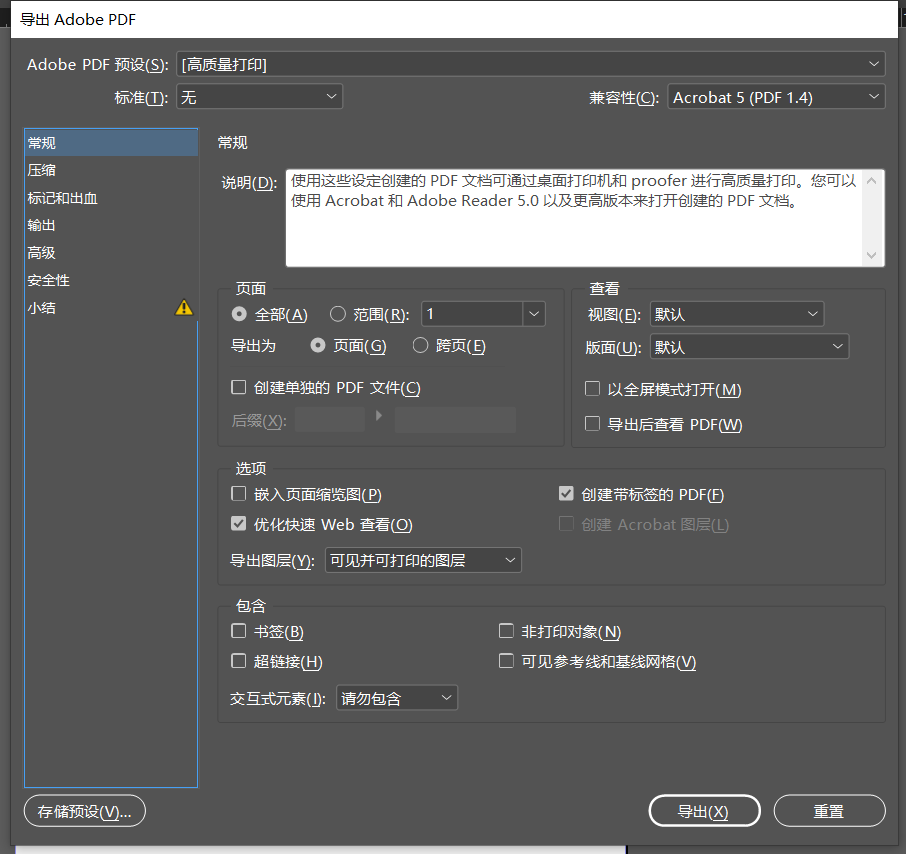 导出 Adobe PDF
Adobe PDF 预设(S): [高质量打印]
标准(T): 无 兼容性(C): Acrobat 5 (PDF 1.4)
常规
压缩
标记和出血
输出
高级
安全性
小结
常规
说明(D): 使用这些设定创建的 PDF 文档可通过桌面打印机和 proofer 进行高质量打印。您可以
使用 Acrobat 和 Adobe Reader 5.0 以及更高版本来打开创建的 PDF 文档。
页面
全部(A) 范围(R): 1
导出为 页面(G) 跨页(E)
创建单独的 PDF 文件(C)
后缀(X):
查看
视图(E): 默认
版面(U): 默认
以全屏模式打开(M)
导出后查看 PDF(W)
选项
嵌入页面缩览图(P) 创建带标签的 PDF(F)
优化快速 Web 查看(O) 创建 Acrobat 图层(L)
导出图层(Y): 可见并可打印的图层
包含
书签(B) 非打印对象(N)
超链接(H) 可见参考线和基线网格(V)
交互式元素(I): 请勿包含
存储预设(V)... 导出(X) 重置